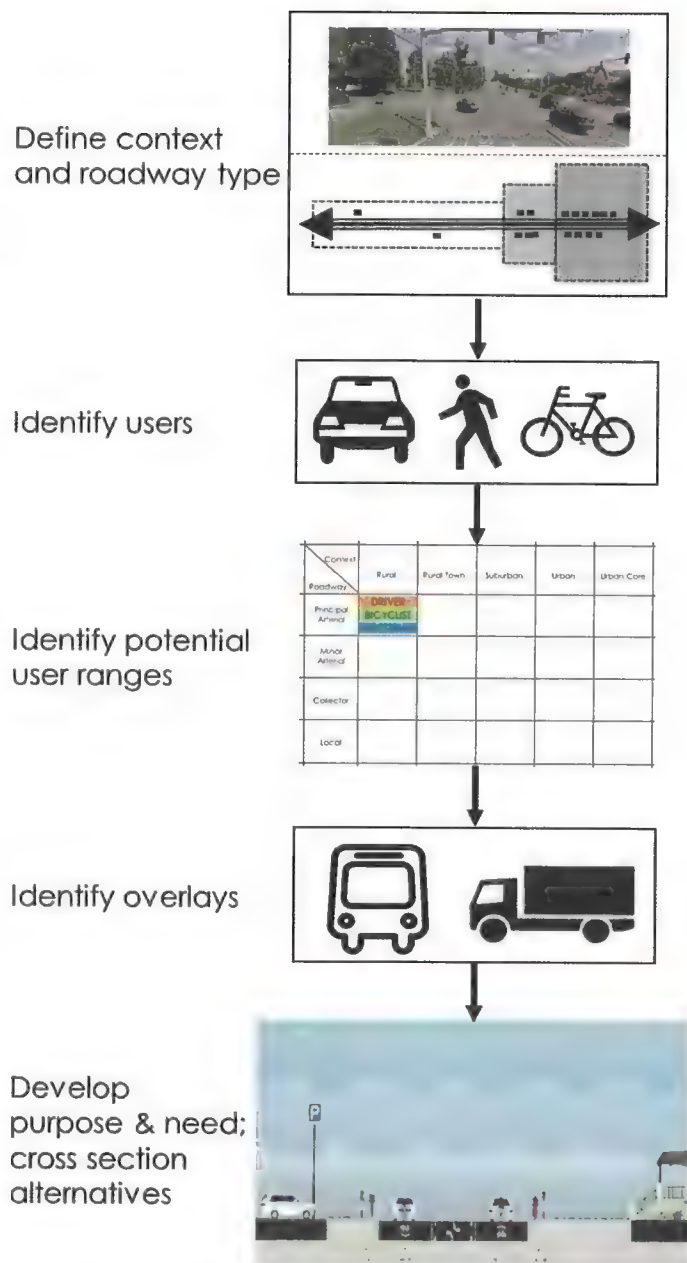 Define context
and roadway type
Identify users
Identify potential
user ranges
Context
Roadway
Rural
Rural Town
Suburban
Urban
Urban Core
Principal
Arterial
DRIVER
BICYCLIST
Minor
Arterial
Collector
Local
Identify overlays
Develop
purpose & need;
cross section
alternatives
P